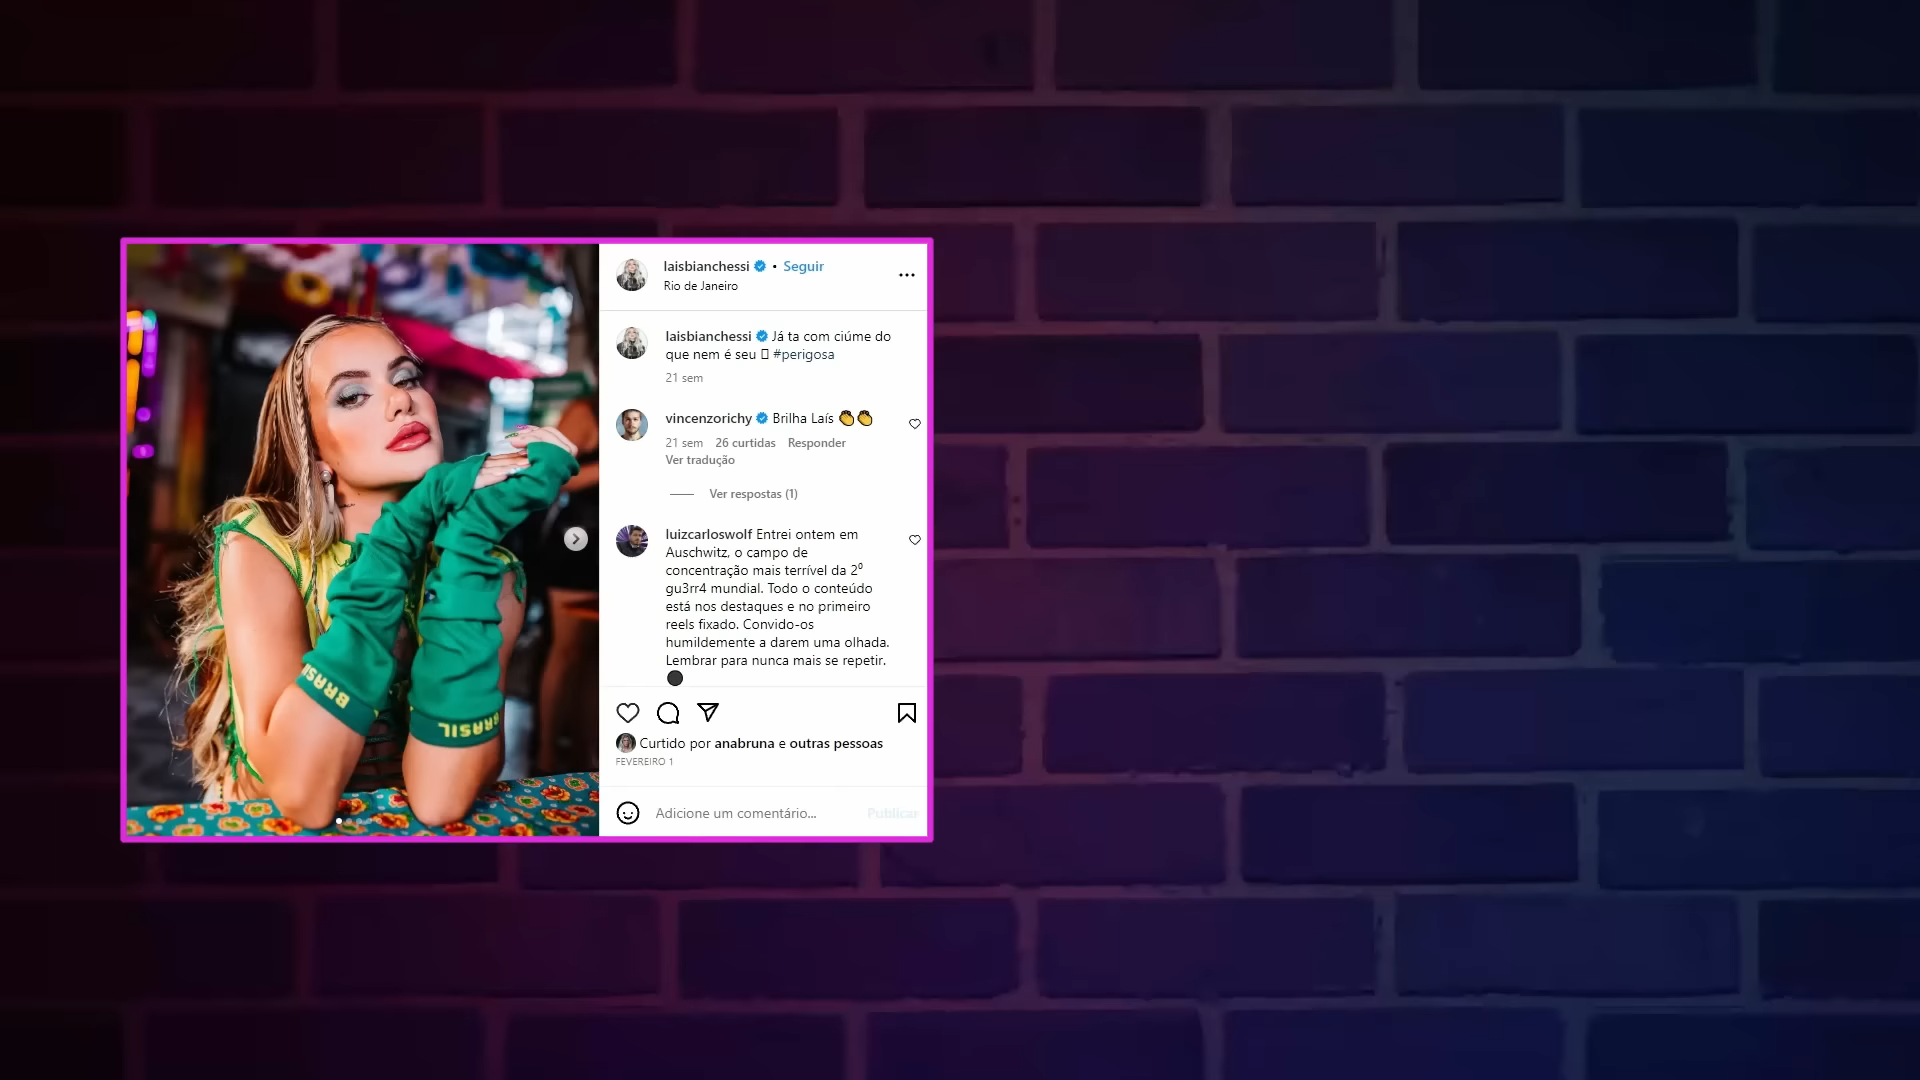 laisbianchessi • Seguir
Rio de Janeiro
laisbianchessi Já ta com ciúme do
que nem é seu #perigosa
21 sem
vincenzorichy Brilha Laís 👏👏
21 sem 26 curtidas Responder
Ver tradução
Ver respostas (1)
luizcarloswolf Entrei ontem em
Auschwitz, o campo de
concentração mais terrível da 2⁰
gu3rr4 mundial. Todo o conteúdo
está nos destaques e no primeiro
reels fixado. Convido-os
humildemente a darem uma olhada.
Lembrar para nunca mais se repetir.
Curtido por anabruna e outras pessoas
FEVEREIRO 1
Adicione um comentário... Publicar
BRASIL
BRASIL